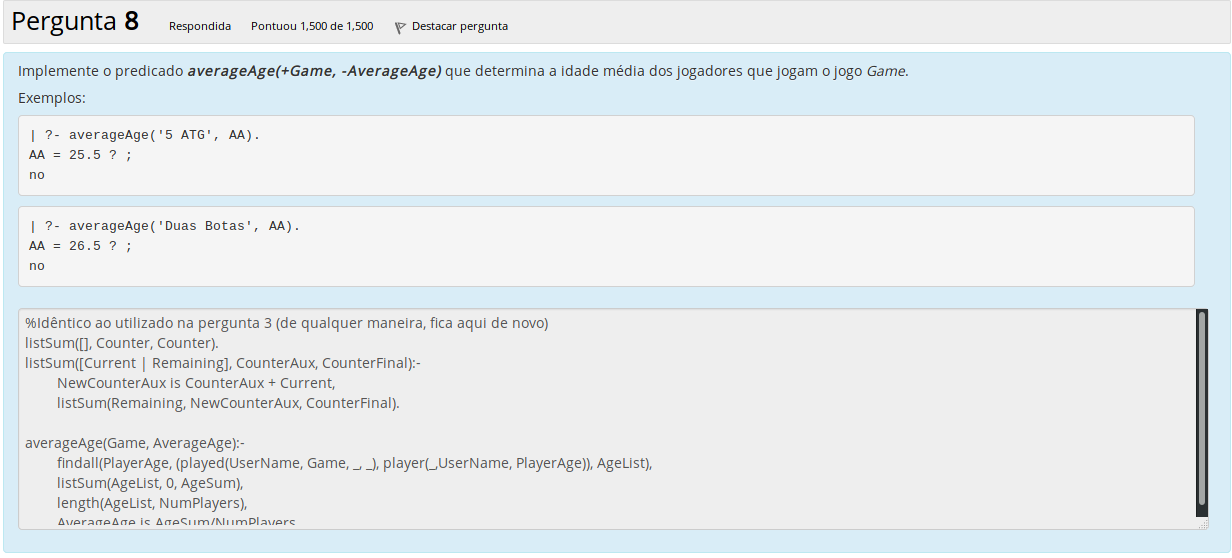 Pergunta 8 Respondida Pontuou 1,500 de 1,500 Destacar pergunta
Implemente o predicado averageAge(+Game, -AverageAge) que determina a idade média dos jogadores que jogam o jogo Game.
Exemplos:
| ?- averageAge('5 ATG', AA).
AA = 25.5 ? ;
no
| ?- averageAge('Duas Botas', AA).
AA = 26.5 ? ;
no
%Idêntico ao utilizado na pergunta 3 (de qualquer maneira, fica aqui de novo)
listSum([], Counter, Counter).
listSum([Current | Remaining], CounterAux, CounterFinal):-
NewCounterAux is CounterAux + Current,
listSum(Remaining, NewCounterAux, CounterFinal).
averageAge(Game, AverageAge):-
findall(PlayerAge, (played(UserName, Game, _, _), player(_,UserName, PlayerAge)), AgeList),
listSum(AgeList, 0, AgeSum),
length(AgeList, NumPlayers),
AverageAge is AgeSum/NumPlayers